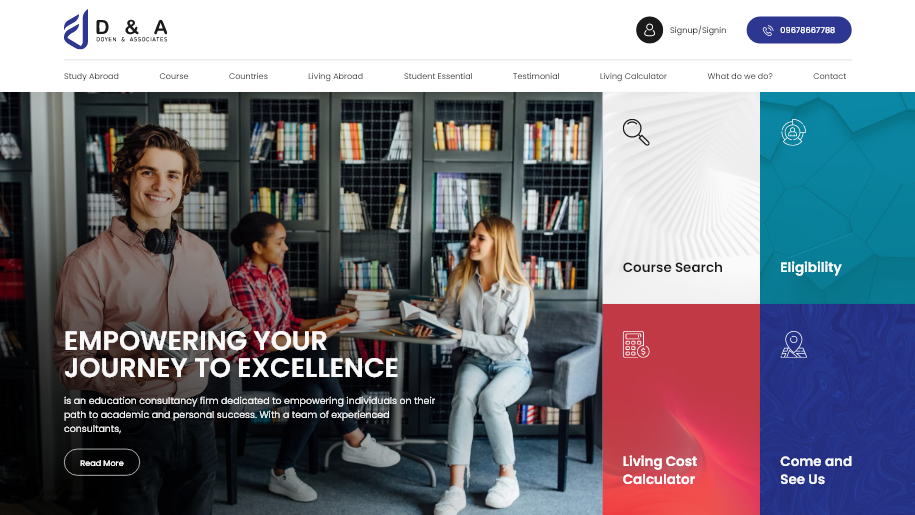 D & A
DOYEN & ASSOCIATES
Signup/Signin
09678667788
Study Abroad
Course
Countries
Living Abroad
Student Essential
Testimonial
Living Calculator
What do we do?
Contact
EMPOWERING YOUR
JOURNEY TO EXCELLENCE
is an education consultancy firm dedicated to empowering individuals on their
path to academic and personal success. With a team of experienced
consultants,
Read More
Course Search
Eligibility
Living Cost
Calculator
Come and
See Us